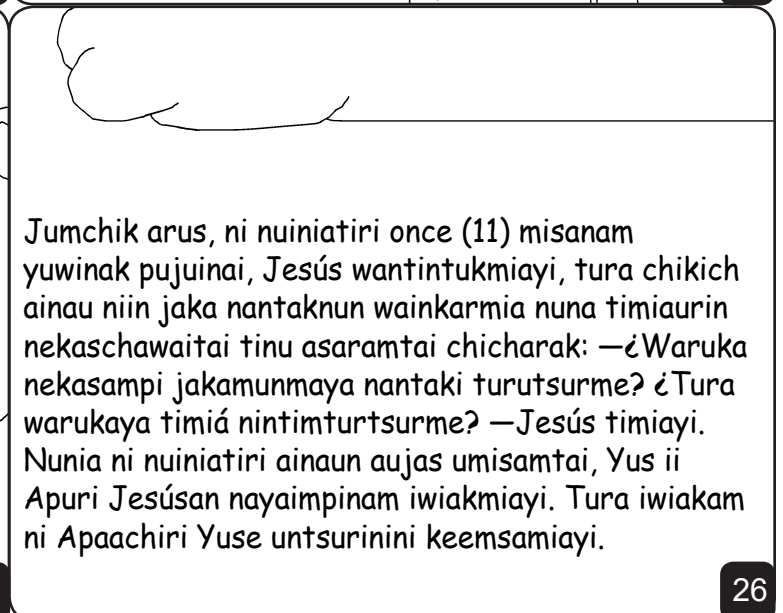 Jumchik arus, ni nuiniatiri once (11) misanam
yuwinak pujuinai, Jesús wantintukmiayi, tura chikich
ainau niin jaka nantaknun wainkarmia nuna timiaurin
nekaschawaitai tinu asaramtai chicharak: —¿Waruka
nekasampi jakamunmaya nantaki turutsurme? ¿Tura
warukaya timiá nintimturtsurme? —Jesús timiayi.
Nunia ni nuiniatiri ainaun aujas umisamtai, Yus ii
Apuri Jesúsan nayaimpinam iwiakmiayi. Tura iwiakam
ni Apaachiri Yuse untsurinini keemsamiayi.
26